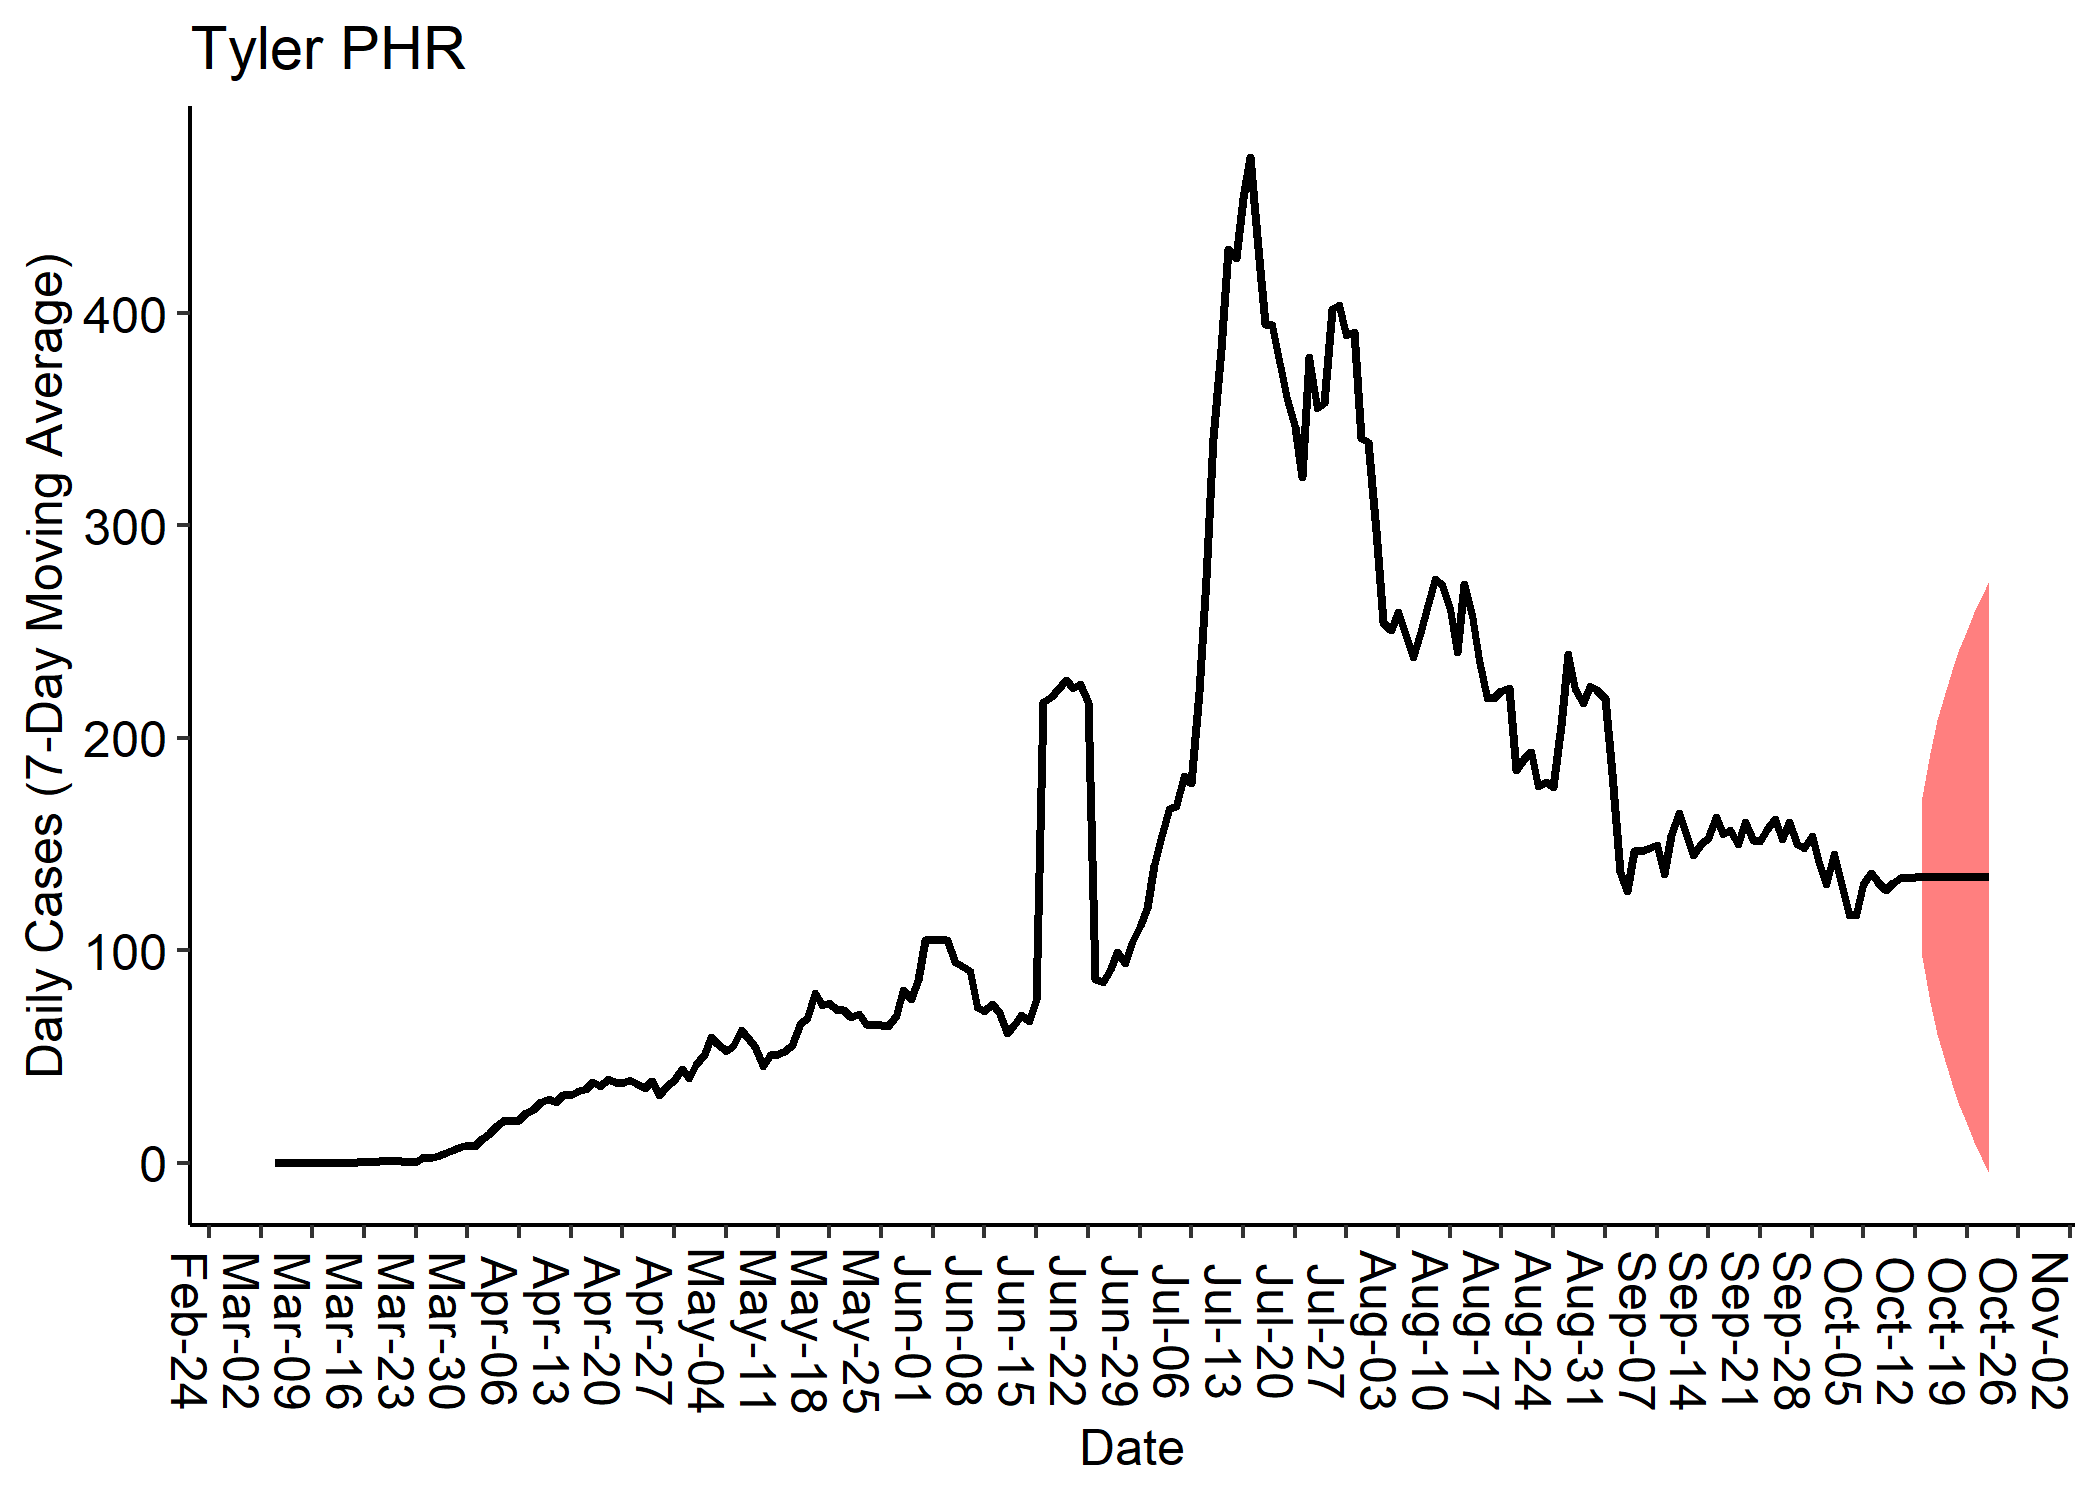 Tyler PHR
Daily Cases (7-Day Moving Average)
400
300
200
100
0
Feb-24
Mar-02
Mar-09
Mar-16
Mar-23
Mar-30
Apr-06
Apr-13
Apr-20
Apr-27
May-04
May-11
May-18
May-25
Jun-01
Jun-08
Jun-15
Jun-22
Jun-29
Jul-06
Jul-13
Jul-20
Jul-27
Aug-03
Aug-10
Aug-17
Aug-24
Aug-31
Sep-07
Sep-14
Sep-21
Sep-28
Oct-05
Oct-12
Oct-19
Oct-26
Nov-02
Date